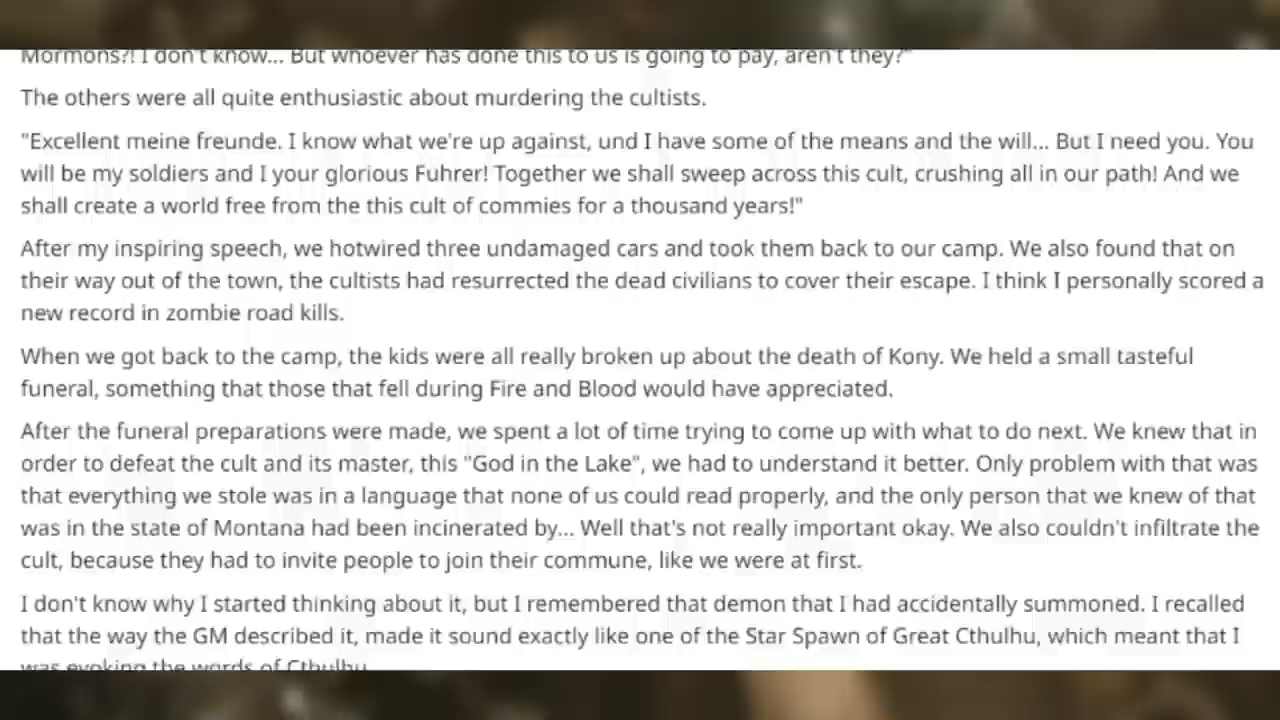 Mormons?! I don't know... But whoever has done this to us is going to pay, aren't they?"
The others were all quite enthusiastic about murdering the cultists.
"Excellent meine freunde. I know what we're up against, und I have some of the means and the will... But I need you. You
will be my soldiers and I your glorious Fuhrer! Together we shall sweep across this cult, crushing all in our path! And we
shall create a world free from the this cult of commies for a thousand years!"
After my inspiring speech, we hotwired three undamaged cars and took them back to our camp. We also found that on
their way out of the town, the cultists had resurrected the dead civilians to cover their escape. I think I personally scored a
new record in zombie road kills.
When we got back to the camp, the kids were all really broken up about the death of Kony. We held a small tasteful
funeral, something that those that fell during Fire and Blood would have appreciated.
After the funeral preparations were made, we spent a lot of time trying to come up with what to do next. We knew that in
order to defeat the cult and its master, this "God in the Lake", we had to understand it better. Only problem with that was
that everything we stole was in a language that none of us could read properly, and the only person that we knew of that
was in the state of Montana had been incinerated by... Well that's not really important okay. We also couldn't infiltrate the
cult, because they had to invite people to join their commune, like we were at first.
I don't know why I started thinking about it, but I remembered that demon that I had accidentally summoned. I recalled
that the way the GM described it, made it sound exactly like one of the Star Spawn of Great Cthulhu, which meant that I
was evoking the words of Cthulhu